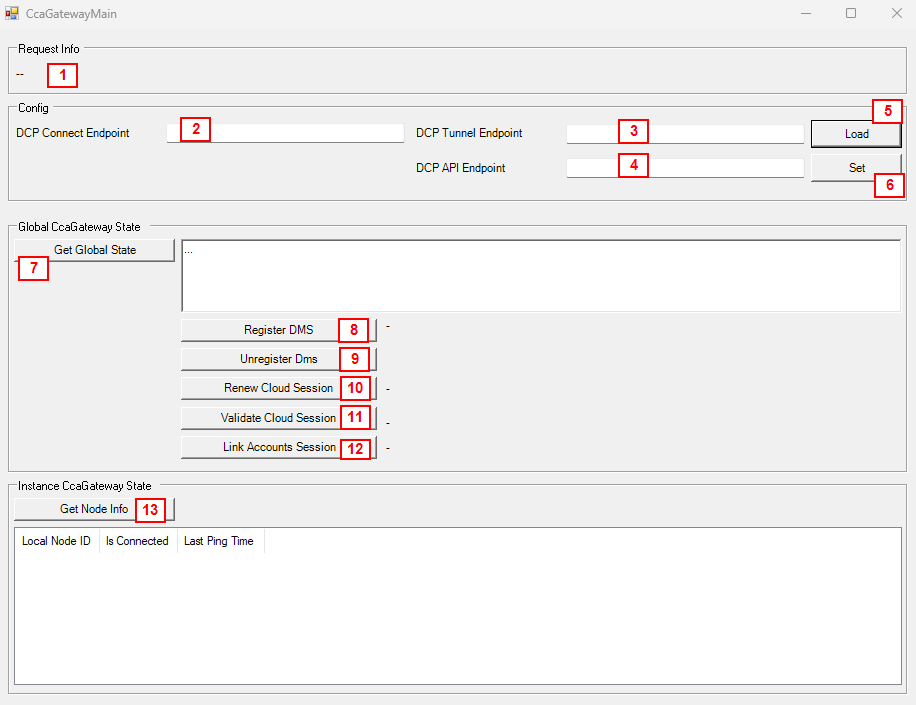 CcaGatewayMain
Request Info
-- 1
Config
5
DCP Connect Endpoint 2 DCP Tunnel Endpoint 3 Load
DCP API Endpoint 4 Set
6
Global CcaGateway State
Get Global State ...
7
Register DMS 8 -
Unregister Dms 9
Renew Cloud Session 10 -
Validate Cloud Session 11 -
Link Accounts Session 12 -
Instance CcaGateway State
Get Node Info 13
Local Node ID Is Connected Last Ping Time